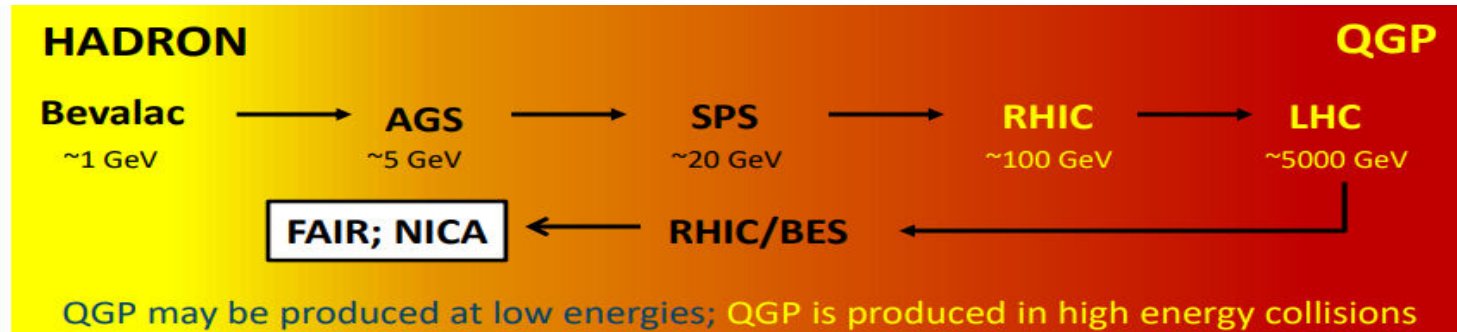 HADRON QGP
Bevalac AGS SPS RHIC LHC
~1 GeV ~5 GeV ~20 GeV ~100 GeV ~5000 GeV
FAIR; NICA RHIC/BES
QGP may be produced at low energies; QGP is produced in high energy collisions